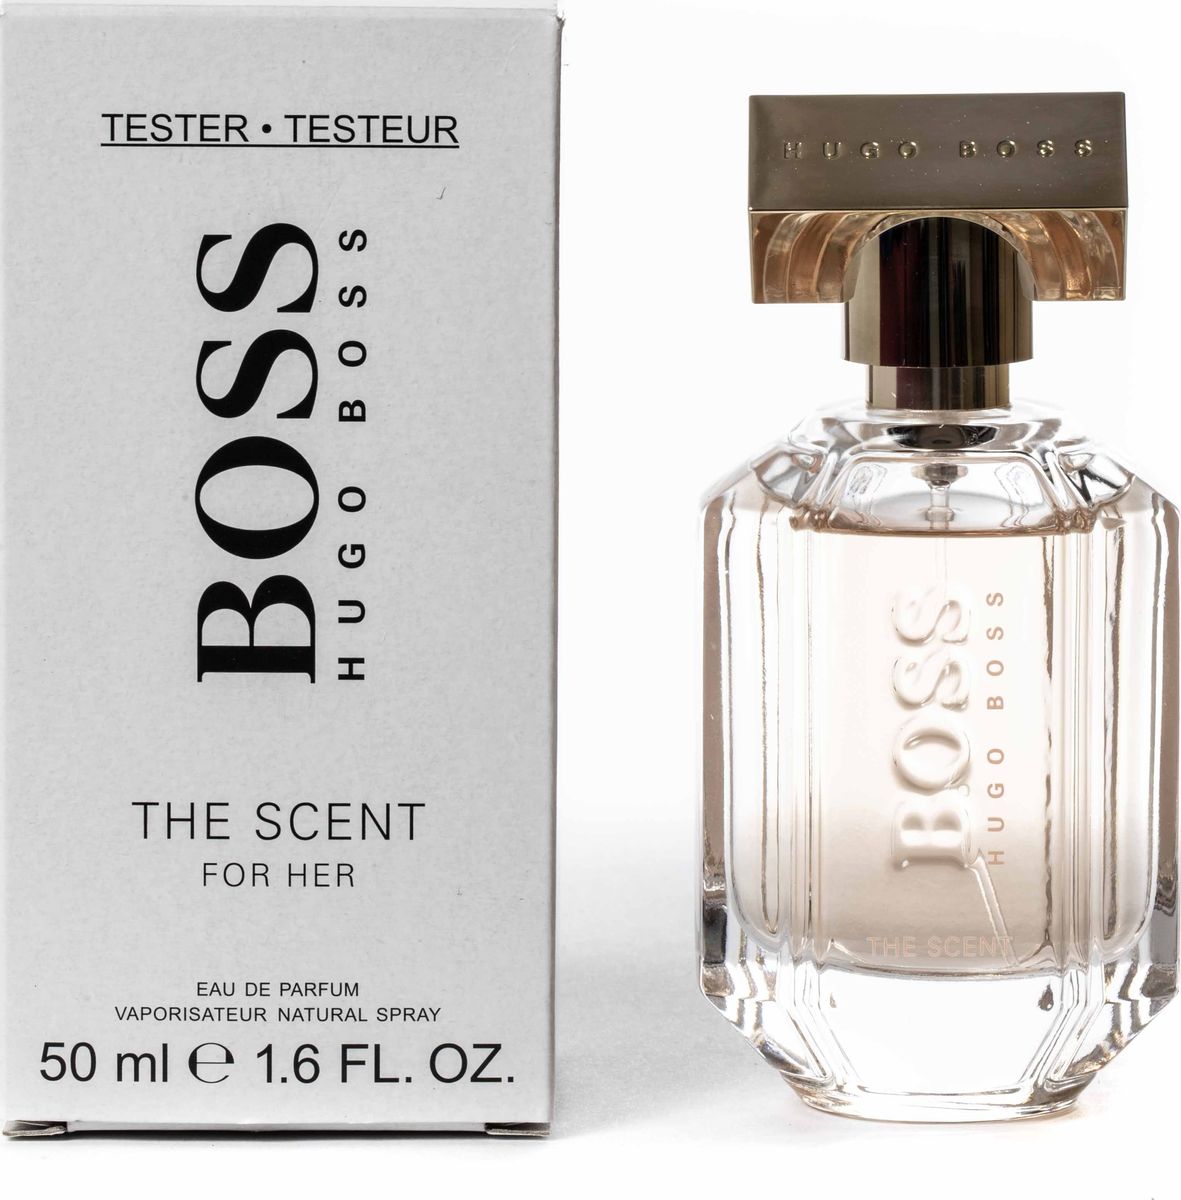 TESTER • TESTEUR
BOSS
HUGO BOSS
THE SCENT
FOR HER
EAU DE PARFUM
VAPORISATEUR NATURAL SPRAY
50 ml ℮ 1.6 FL. OZ.
HUGO BOSS
BOSS
HUGO BOSS
THE SCENT